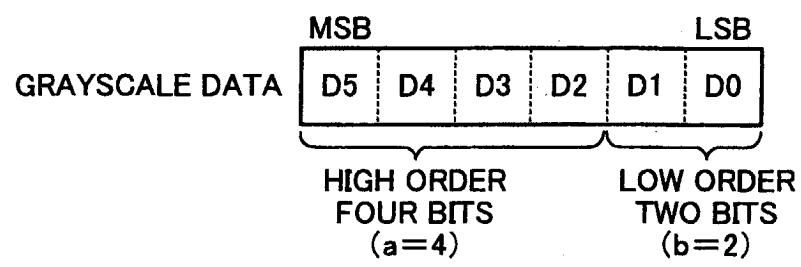 MSB LSB
GRAYSCALE DATA D5 D4 D3 D2 D1 D0
HIGH ORDER LOW ORDER
FOUR BITS TWO BITS
(a=4) (b=2)